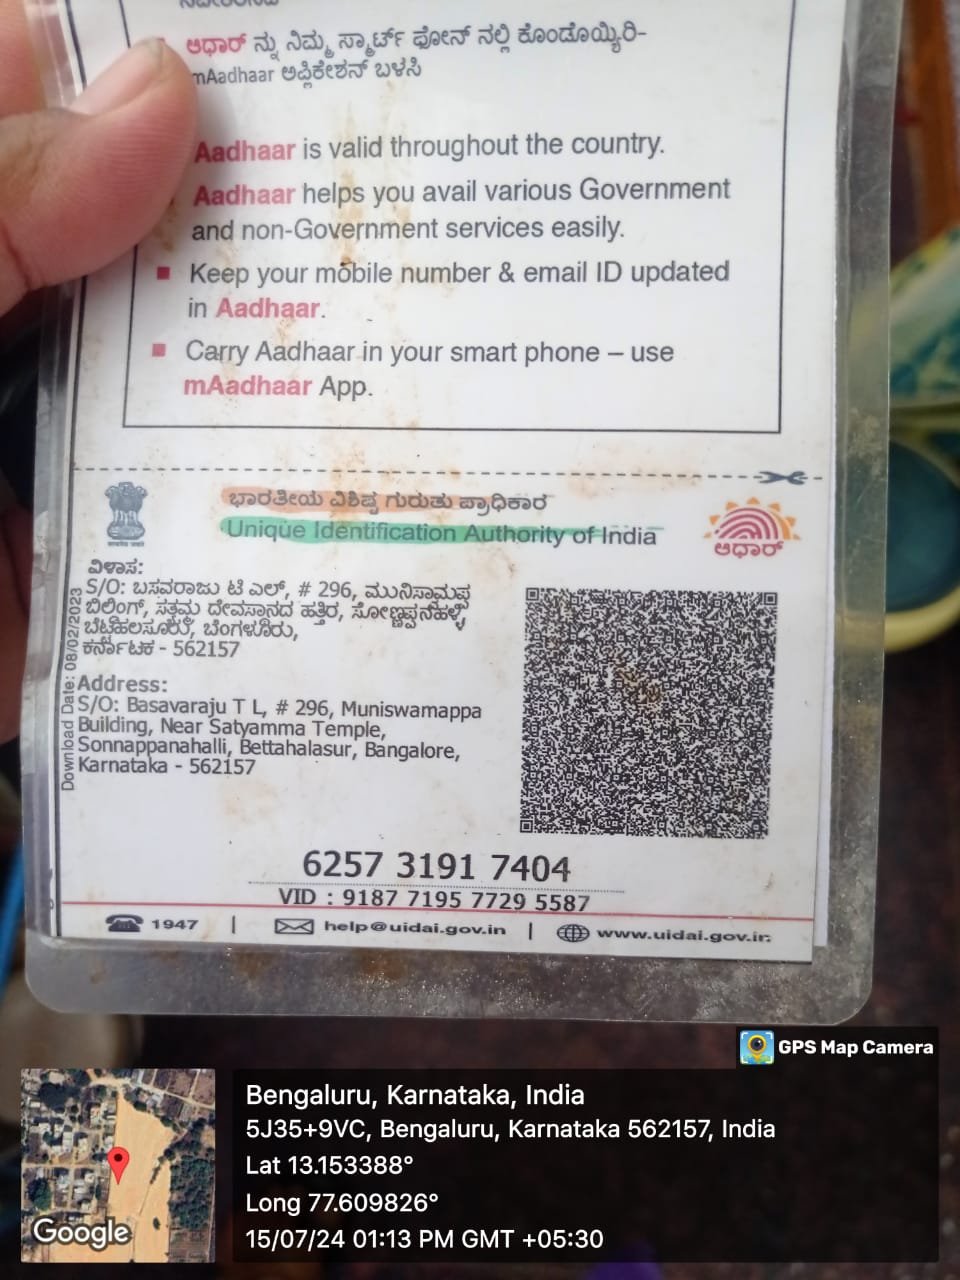 ಆಧಾರ್ ನ್ನು ನಿಮ್ಮ ಸ್ಮಾರ್ಟ್ ಫೋನ್ ನಲ್ಲಿ ಕೊಂಡೊಯ್ಯಿರಿ-
mAadhaar ಅಪ್ಲಿಕೇಶನ್ ಬಳಸಿ
Aadhaar is valid throughout the country.
Aadhaar helps you avail various Government
and non-Government services easily.
Keep your mobile number & email ID updated
in Aadhaar.
Carry Aadhaar in your smart phone – use
mAadhaar App.
ಭಾರತೀಯ ವಿಶಿಷ್ಟ ಗುರುತು ಪ್ರಾಧಿಕಾರ
Unique Identification Authority of India
ಆಧಾರ್
ವಿಳಾಸ:
S/O: ಬಸವರಾಜು ಟಿ ಎಲ್, # 296, ಮುನಿಸ್ವಾಮಪ್ಪ
ಬಿಲ್ಡಿಂಗ್, ಸತ್ಯಮ್ಮ ದೇವಸ್ಥಾನದ ಹತ್ತಿರ, ಸೋಣ್ಣಪ್ಪನಹಳ್ಳಿ,
ಬೆಟ್ಟಹಲಸೂರು, ಬೆಂಗಳೂರು,
ಕರ್ನಾಟಕ - 562157
Download Date: 08/02/2023
Address:
S/O: Basavaraju T L, # 296, Muniswamappa
Building, Near Satyamma Temple,
Sonnappanahalli, Bettahalasur, Bangalore,
Karnataka - 562157
6257 3191 7404
VID : 9187 7195 7729 5587
1947 | help@uidai.gov.in | www.uidai.gov.in
GPS Map Camera
Bengaluru, Karnataka, India
5J35+9VC, Bengaluru, Karnataka 562157, India
Lat 13.153388°
Long 77.609826°
15/07/24 01:13 PM GMT +05:30
Google